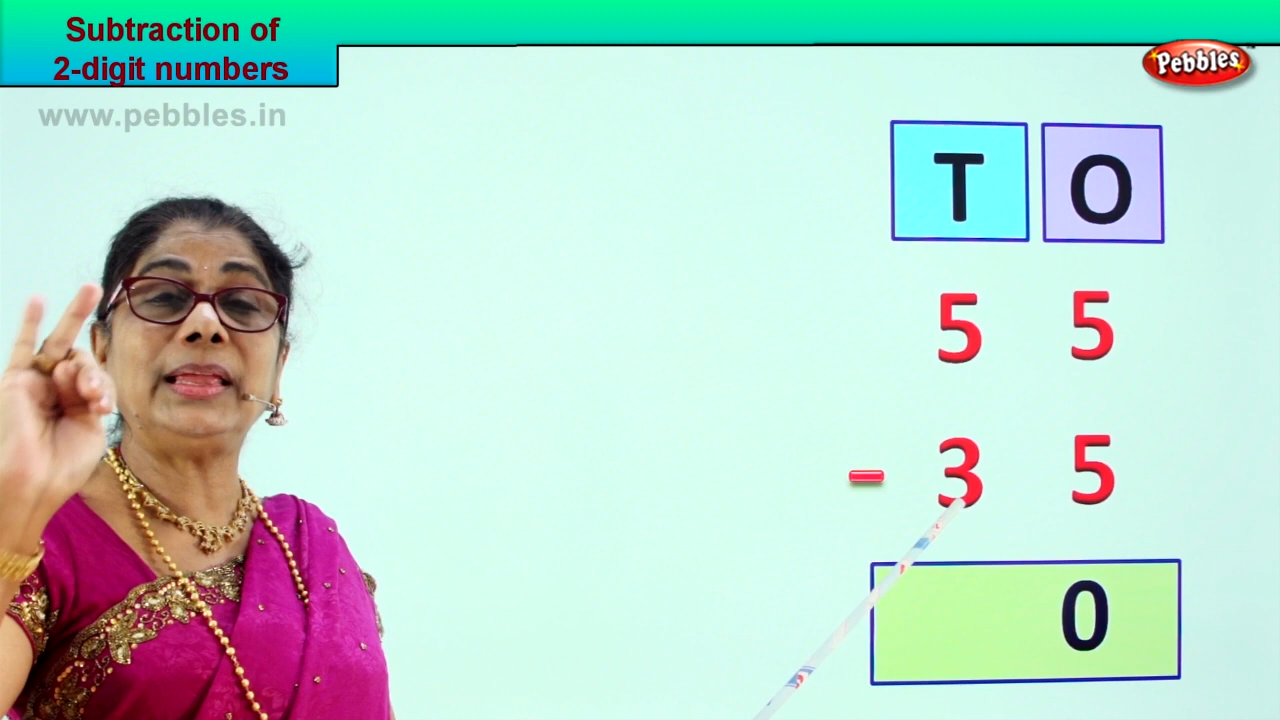 Subtraction of
2-digit numbers
Pebbles
www.pebbles.in
T O
5 5
- 3 5
0